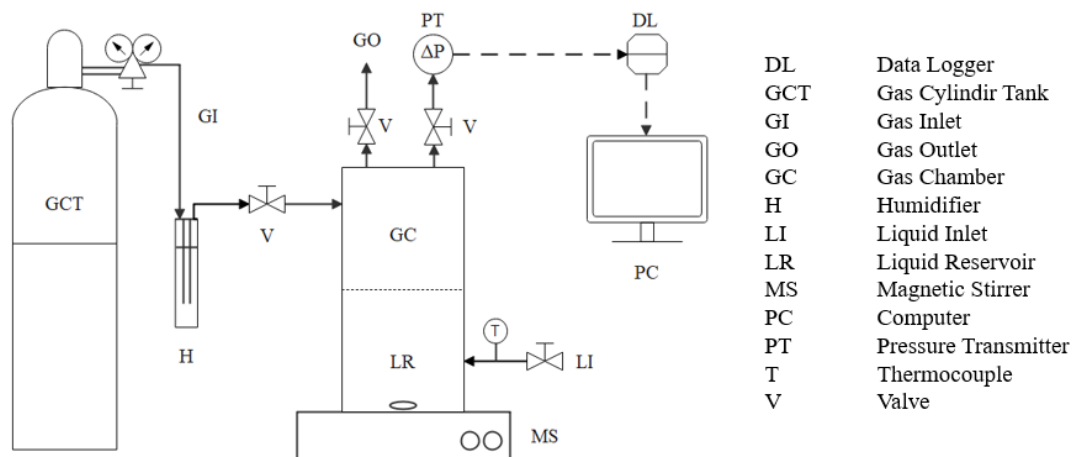 PT
DL
GO
ΔP
GI
V
V
GCT
V
GC
PC
T
H
LR
LI
MS
DL Data Logger
GCT Gas Cylindir Tank
GI Gas Inlet
GO Gas Outlet
GC Gas Chamber
H Humidifier
LI Liquid Inlet
LR Liquid Reservoir
MS Magnetic Stirrer
PC Computer
PT Pressure Transmitter
T Thermocouple
V Valve